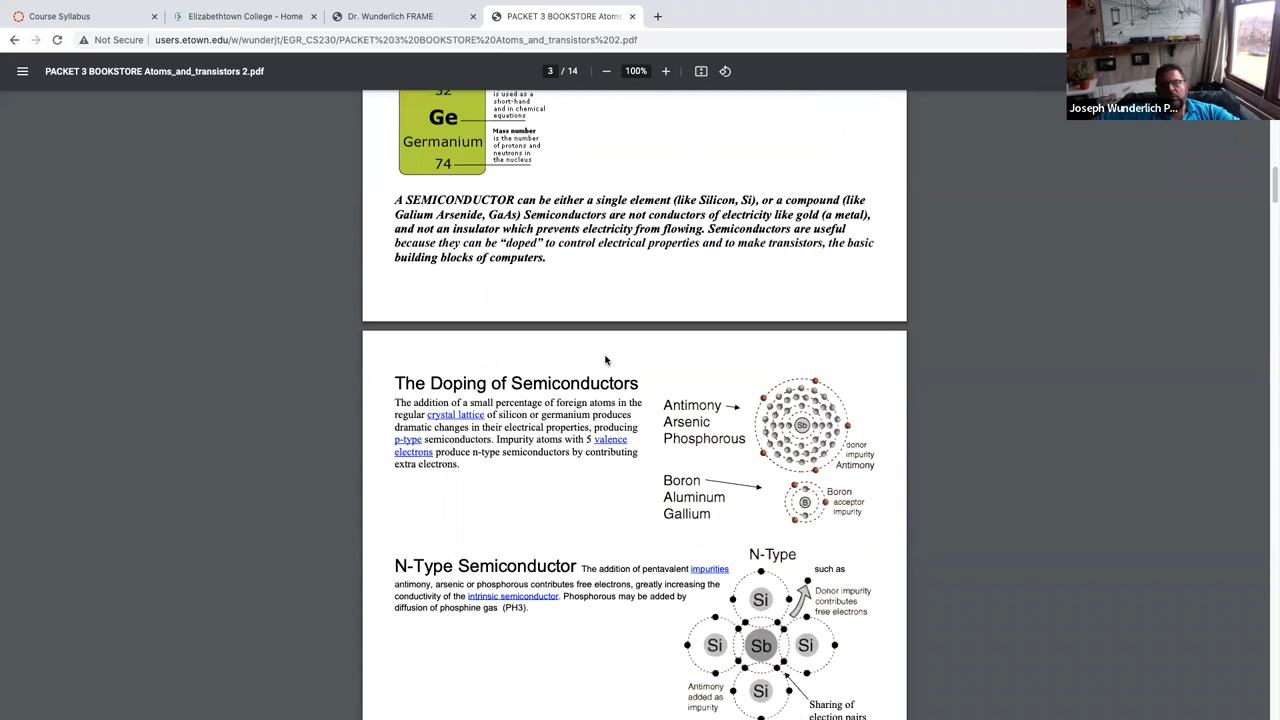 Course Syllabus
Elizabethtown College - Home
Dr. Wunderlich FRAME
PACKET 3 BOOKSTORE Atoms
Not Secure
users.etown.edu/w/wunderjt/EGR_CS230/PACKET%203%20BOOKSTORE%20Atoms_and_transistors%202.pdf
PACKET 3 BOOKSTORE Atoms_and_transistors 2.pdf
3 / 14
100%
Joseph Wunderlich P...
32
is used as a
short-hand
and in chemical
equations
Ge
Germanium
74
Mass number
is the number
of protons and
neutrons in
the nucleus
A SEMICONDUCTOR can be either a single element (like Silicon, Si), or a compound (like
Galium Arsenide, GaAs) Semiconductors are not conductors of electricity like gold (a metal),
and not an insulator which prevents electricity from flowing. Semiconductors are useful
because they can be “doped” to control electrical properties and to make transistors, the basic
building blocks of computers.
The Doping of Semiconductors
The addition of a small percentage of foreign atoms in the
regular crystal lattice of silicon or germanium produces
dramatic changes in their electrical properties, producing
p-type semiconductors. Impurity atoms with 5 valence
electrons produce n-type semiconductors by contributing
extra electrons.
Antimony
Arsenic
Phosphorous
Sb
donor
impurity
Antimony
Boron
Aluminum
Gallium
B
Boron
acceptor
impurity
N-Type Semiconductor The addition of pentavalent impurities such as
antimony, arsenic or phosphorous contributes free electrons, greatly increasing the
conductivity of the intrinsic semiconductor. Phosphorous may be added by
diffusion of phosphine gas (PH3).
N-Type
Si
Donor impurity
contributes
free electrons
Si
Sb
Si
Si
Antimony
added as
impurity
Sharing of
election pairs